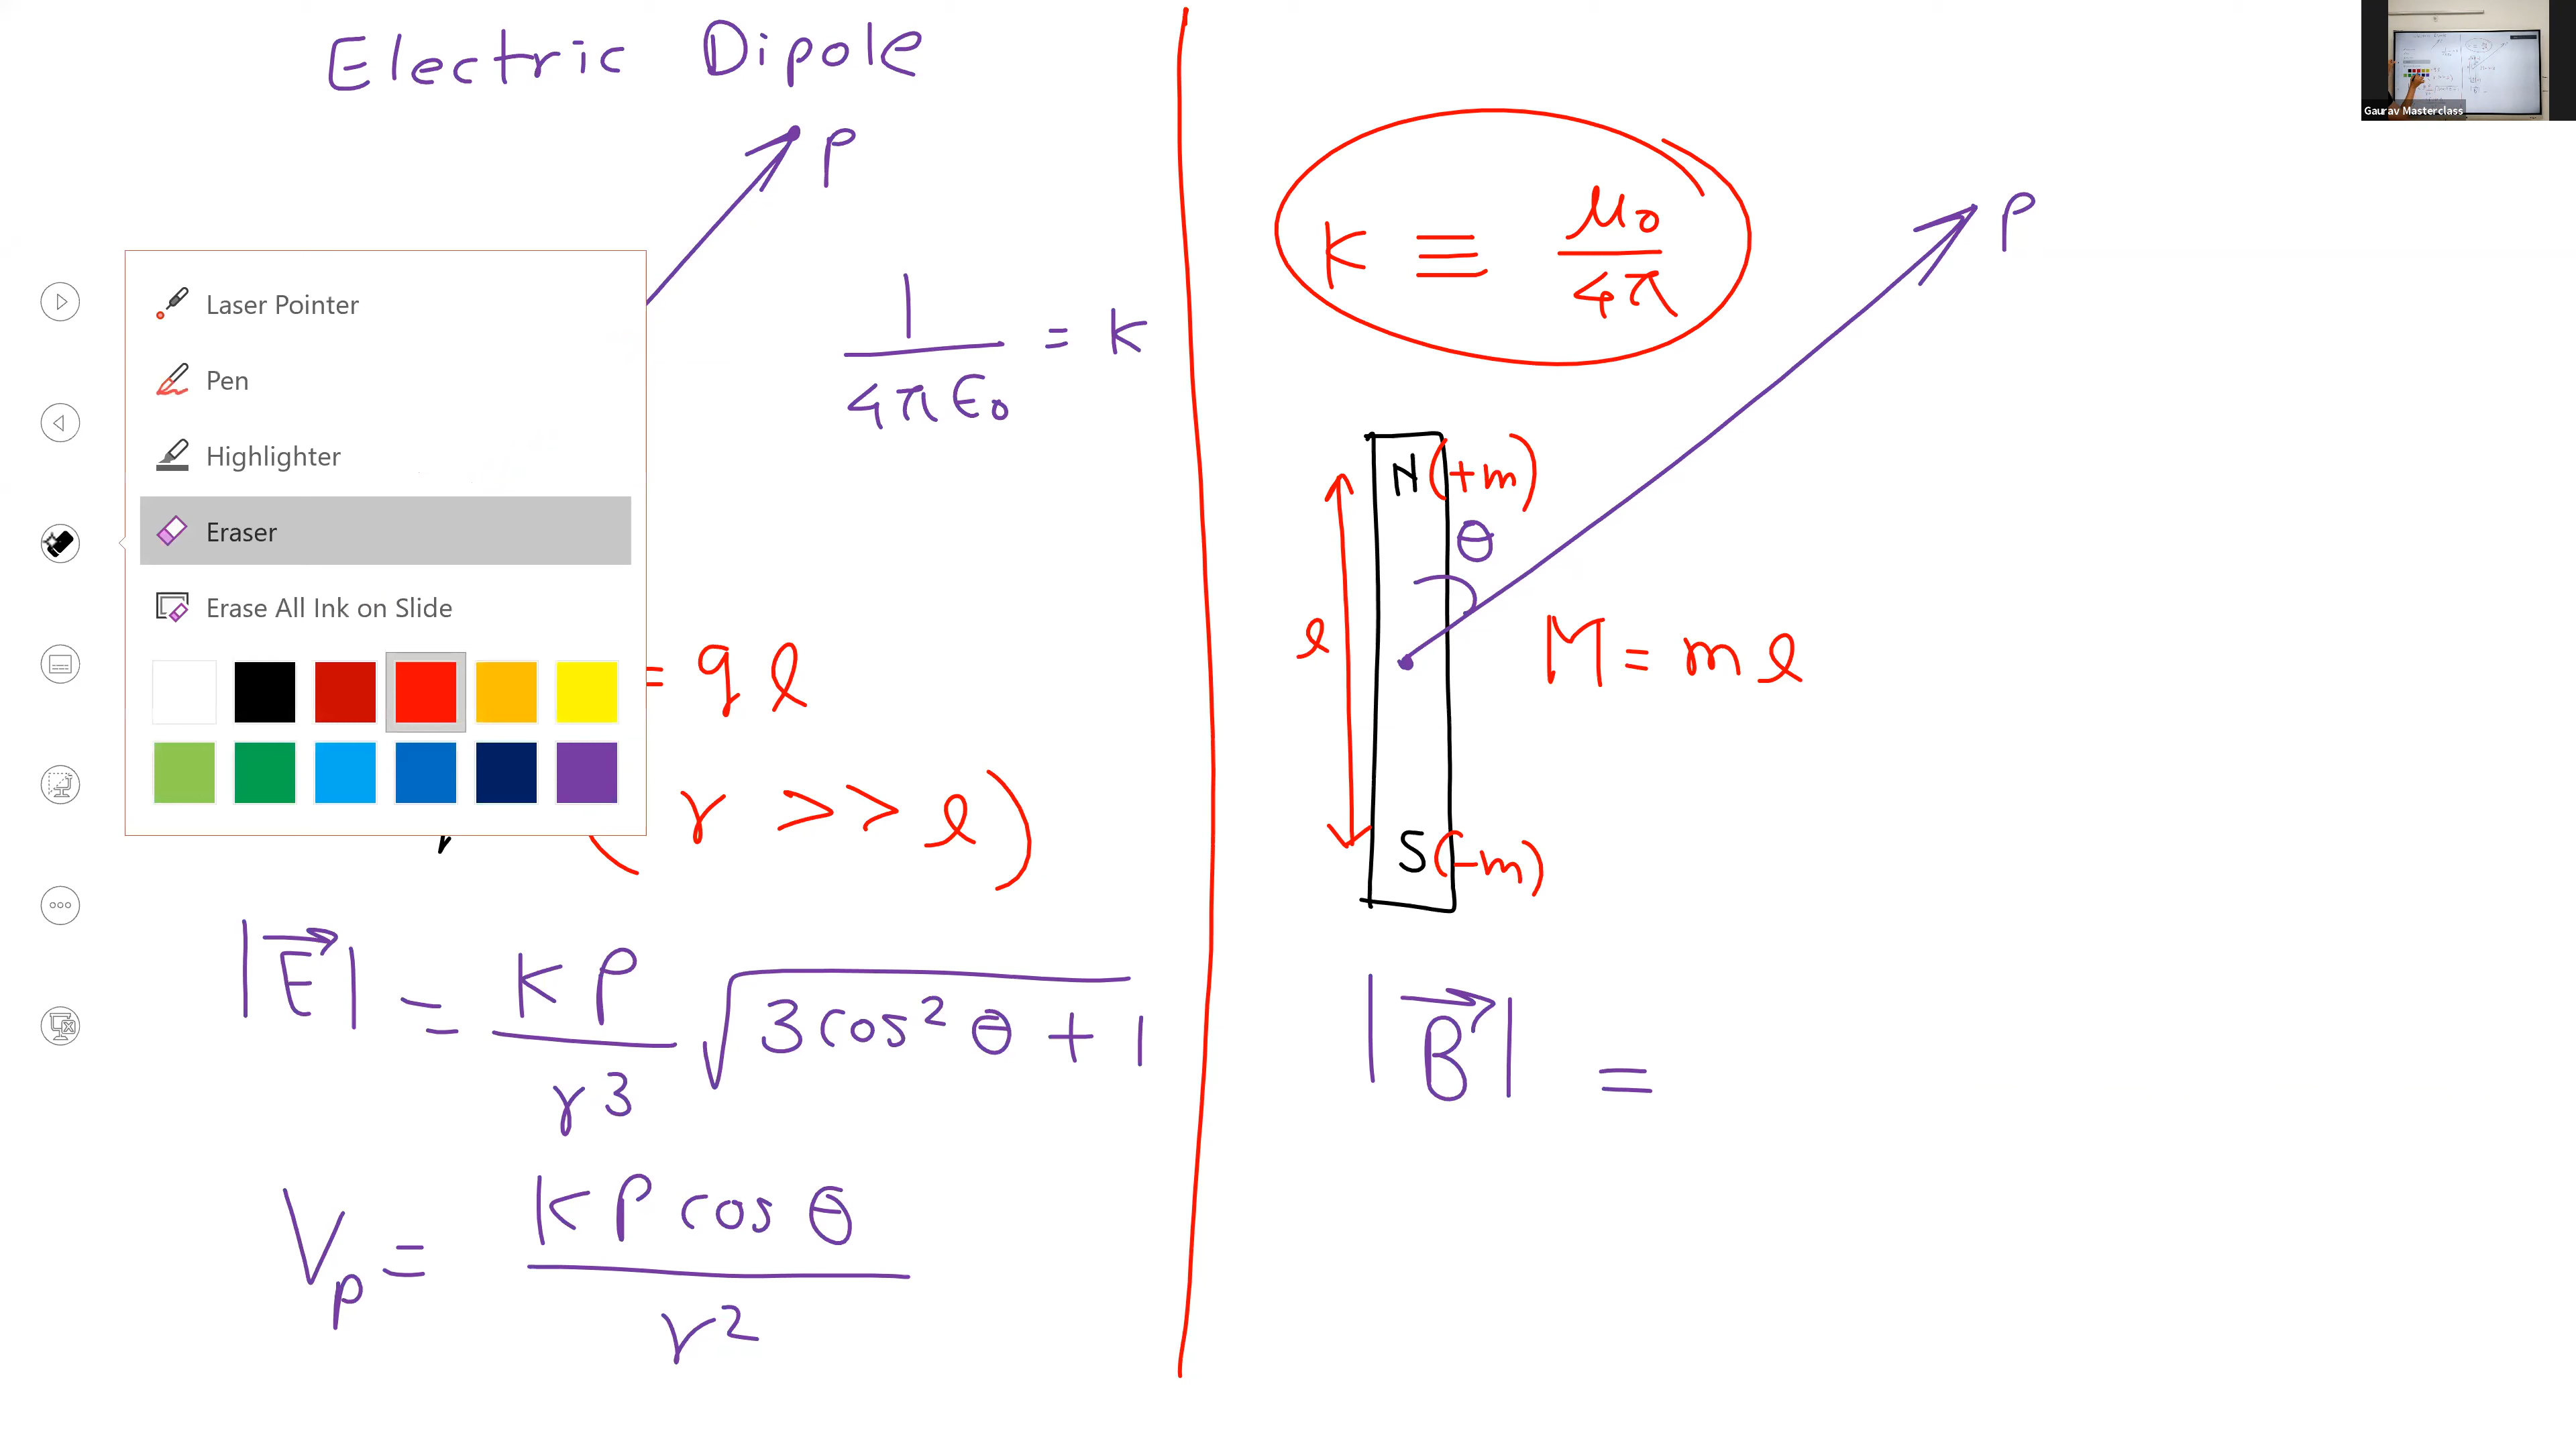 Electric Dipole
P
Laser Pointer
Pen
Highlighter
Eraser
Erase All Ink on Slide
1/4πϵ₀ = K
= q l
(r >> l)
|E⃗| = KP/r³ √(3cos²θ + 1)
V_p = KP cos θ/r²
K ≡ μ₀/4π
P
N (+m)
θ
l
M = m l
S (-m)
|B⃗| =
Gaurav Masterclass